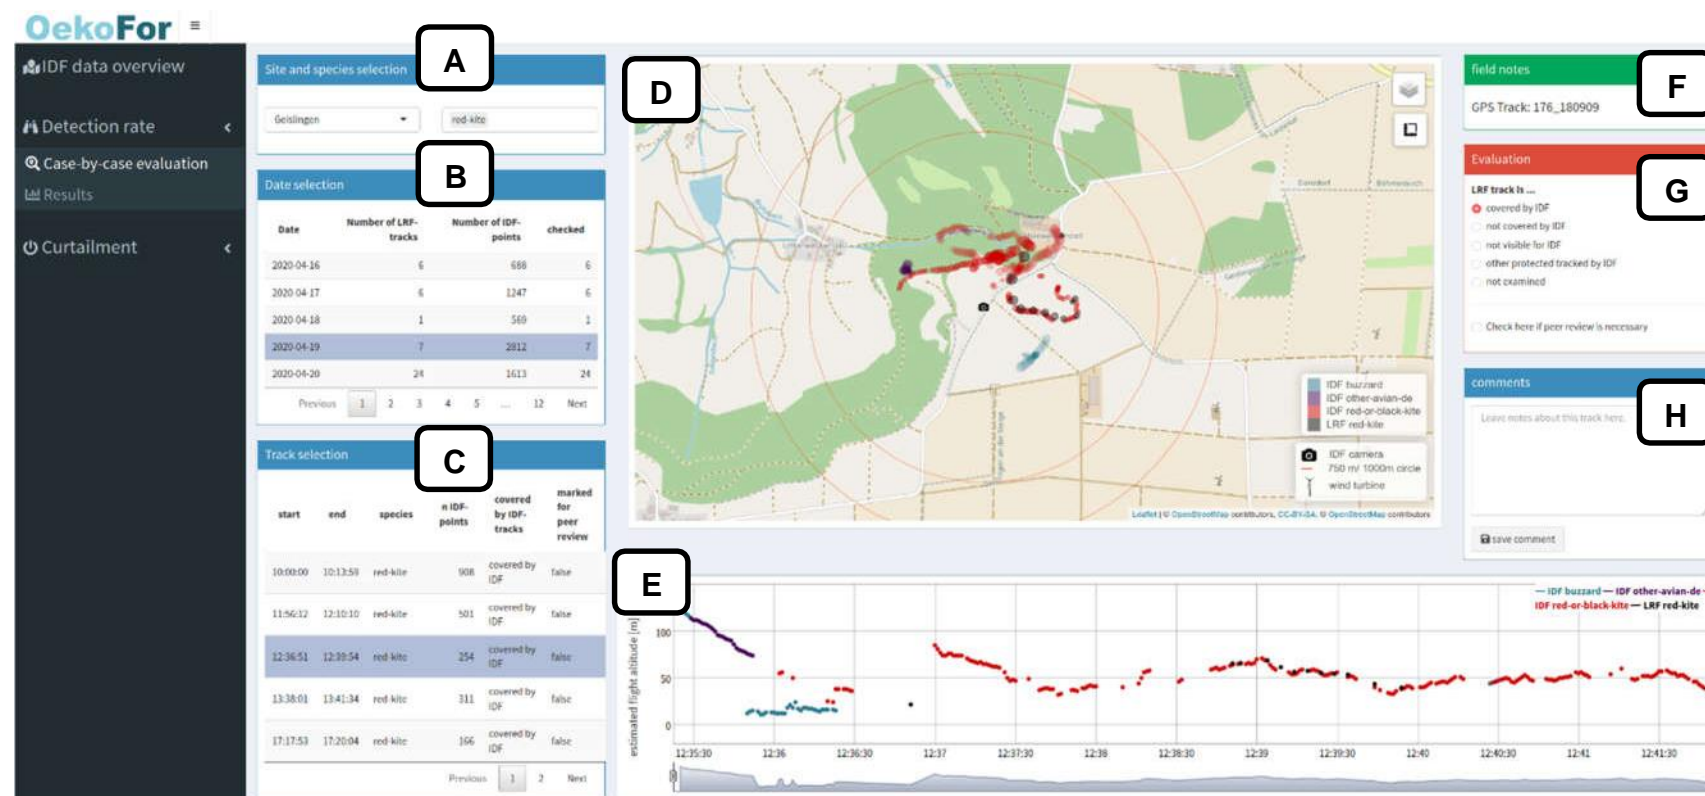 OekoFor
IDF data overview
Detection rate
Case-by-case evaluation
Results
Curtailment
A
Site and species selection
Geislingen
red-kite
B
Date selection
Date Number of LRF-tracks Number of IDF-points checked
2020-04-16 6 688 6
2020-04-17 6 1247 6
2020-04-18 1 569 1
2020-04-19 7 2812 7
2020-04-20 24 1613 24
Previous 1 2 3 4 5 ... 12 Next
C
Track selection
start end species n IDF-points covered by IDF-tracks marked for peer review
10:00:00 10:13:59 red-kite 908 covered by IDF false
11:56:12 12:10:10 red-kite 501 covered by IDF false
12:36:51 12:39:54 red-kite 254 covered by IDF false
13:38:01 13:41:34 red-kite 311 covered by IDF false
17:17:53 17:20:04 red-kite 166 covered by IDF false
Previous 1 2 Next
D
IDF buzzard
IDF other-avian-de
IDF red-or-black-kite
LRF red-kite
IDF camera
750 m/ 1000m circle
wind turbine
Leaflet | © OpenStreetMap contributors, CC-BY-SA, © OpenStreetMap contributors
E
IDF buzzard IDF other-avian-de
IDF red-or-black-kite LRF red-kite
estimated flight altitude [m]
100
50
0
12:35:30 12:36 12:36:30 12:37 12:37:30 12:38 12:38:30 12:39 12:39:30 12:40 12:40:30 12:41 12:41:30
F
field notes
GPS Track: 176_180909
G
Evaluation
LRF track is ...
covered by IDF
not covered by IDF
not visible for IDF
other protected tracked by IDF
not examined
Check here if peer review is necessary
H
comments
Leave notes about this track here.
save comment